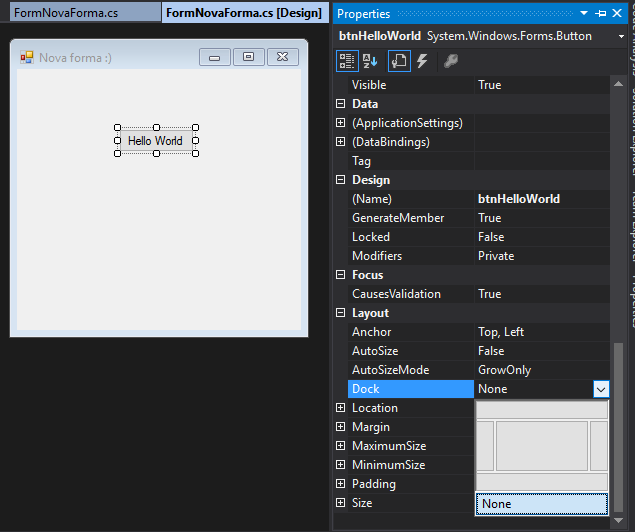 FormNovaForma.cs
FormNovaForma.cs [Design]
Nova forma :)
Hello World
Properties
btnHelloWorld System.Windows.Forms.Button
Visible True
Data
(ApplicationSettings)
(DataBindings)
Tag
Design
(Name) btnHelloWorld
GenerateMember True
Locked False
Modifiers Private
Focus
CausesValidation True
Layout
Anchor Top, Left
AutoSize False
AutoSizeMode GrowOnly
Dock None
Location
Margin
MaximumSize
MinimumSize
Padding
Size
None